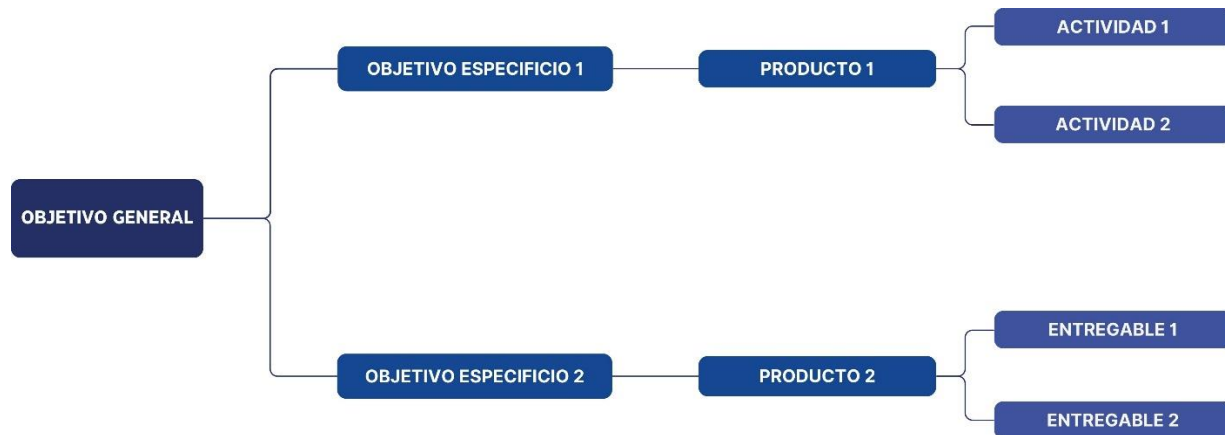 OBJETIVO GENERAL
OBJETIVO ESPECIFICIO 1
PRODUCTO 1
ACTIVIDAD 1
ACTIVIDAD 2
OBJETIVO ESPECIFICIO 2
PRODUCTO 2
ENTREGABLE 1
ENTREGABLE 2